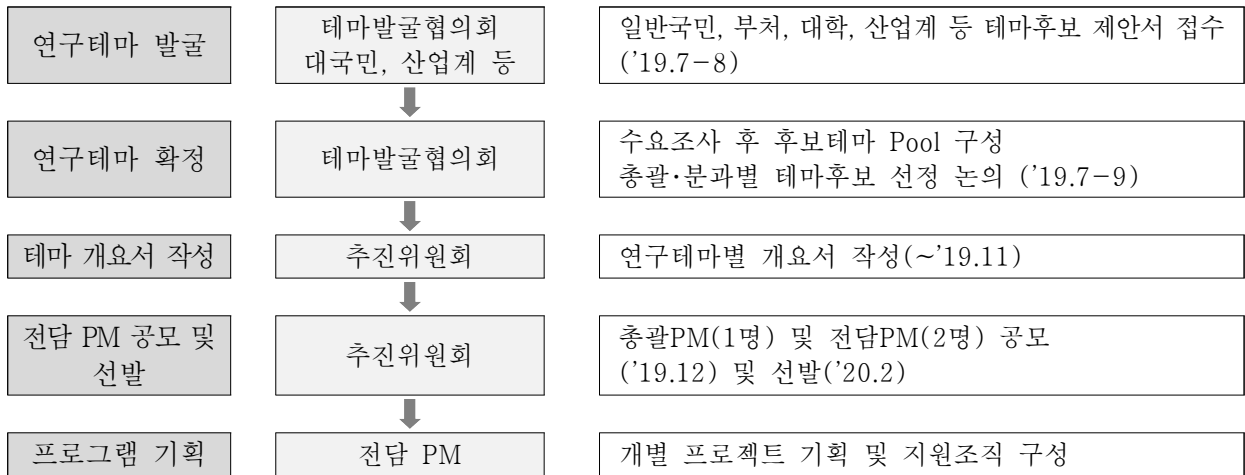 연구테마 발굴
테마발굴협의회
대국민, 산업계 등
일반국민, 부처, 대학, 산업계 등 테마후보 제안서 접수
('19.7-8)
연구테마 확정
테마발굴협의회
수요조사 후 후보테마 Pool 구성
총괄·분과별 테마후보 선정 논의 ('19.7-9)
테마 개요서 작성
추진위원회
연구테마별 개요서 작성(~'19.11)
전담 PM 공모 및
선발
추진위원회
총괄PM(1명) 및 전담PM(2명) 공모
('19.12) 및 선발('20.2)
프로그램 기획
전담 PM
개별 프로젝트 기획 및 지원조직 구성